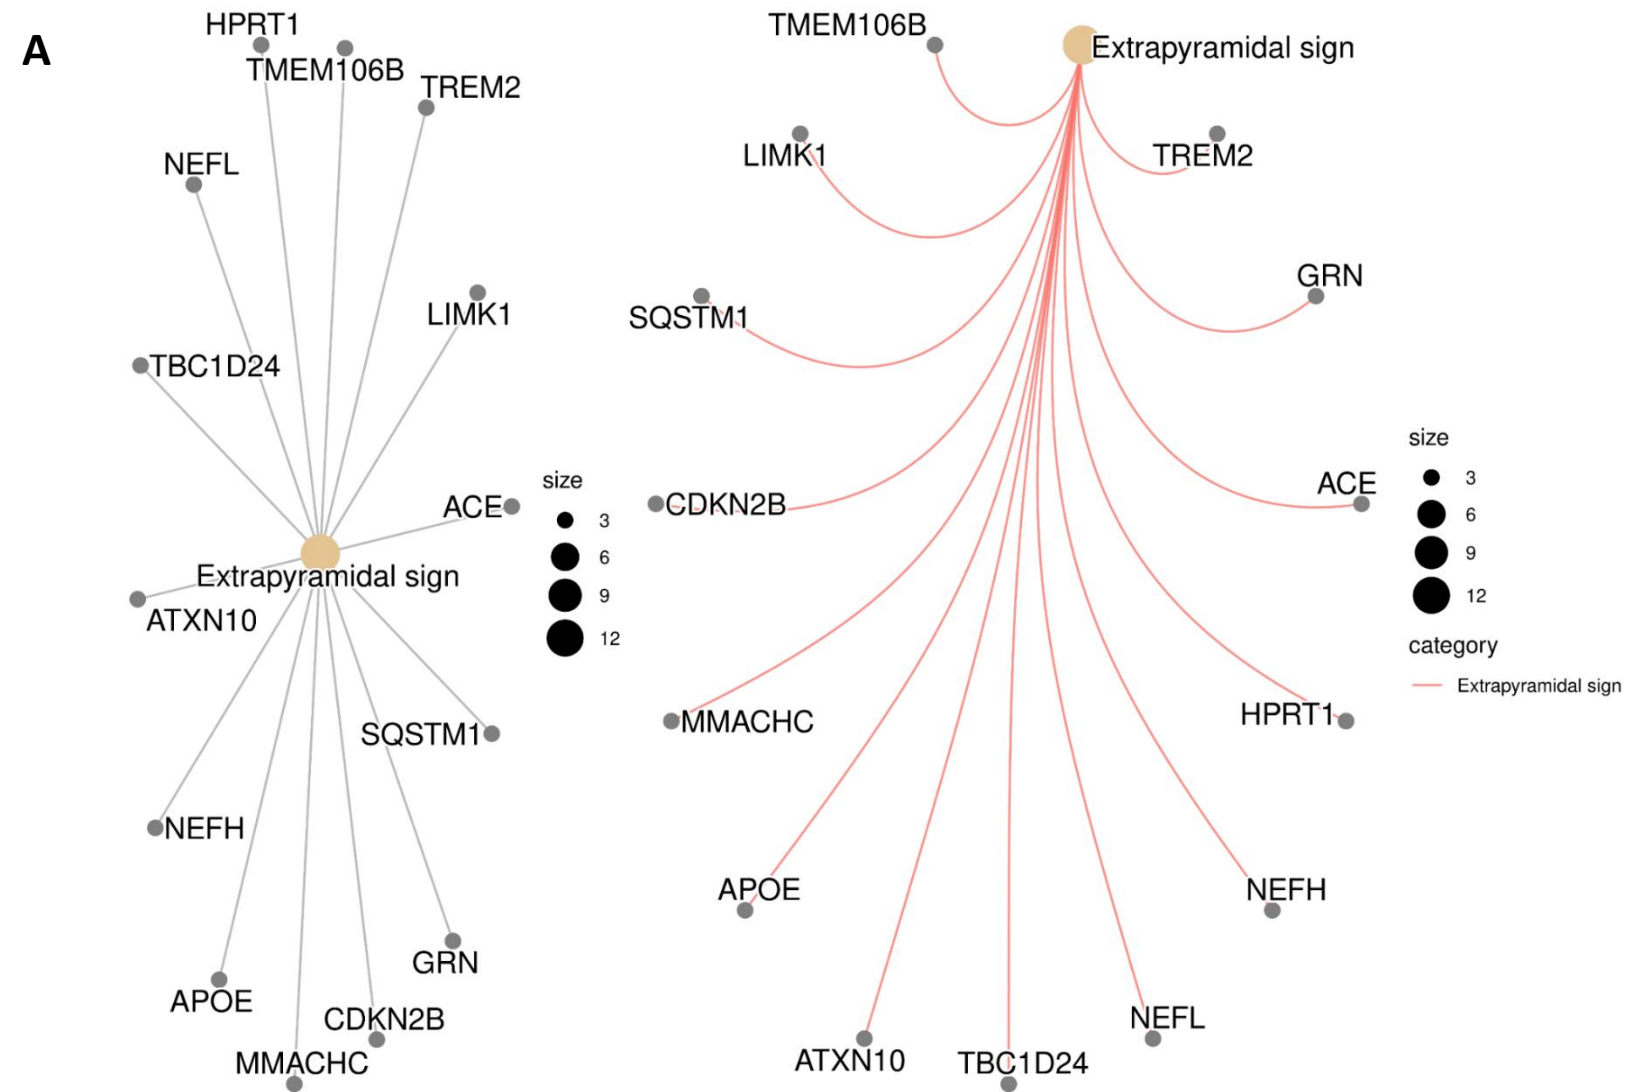 A
HPRT1
TMEM106B
TREM2
NEFL
LIMK1
TBC1D24
ACE
Extrapyramidal sign
ATXN10
SQSTM1
NEFH
GRN
APOE
CDKN2B
MMACHC
size
3
6
9
12
TMEM106B
Extrapyramidal sign
LIMK1
TREM2
GRN
SQSTM1
ACE
CDKN2B
HPRT1
MMACHC
APOE
NEFH
NEFL
ATXN10
TBC1D24
size
3
6
9
12
category
Extrapyramidal sign